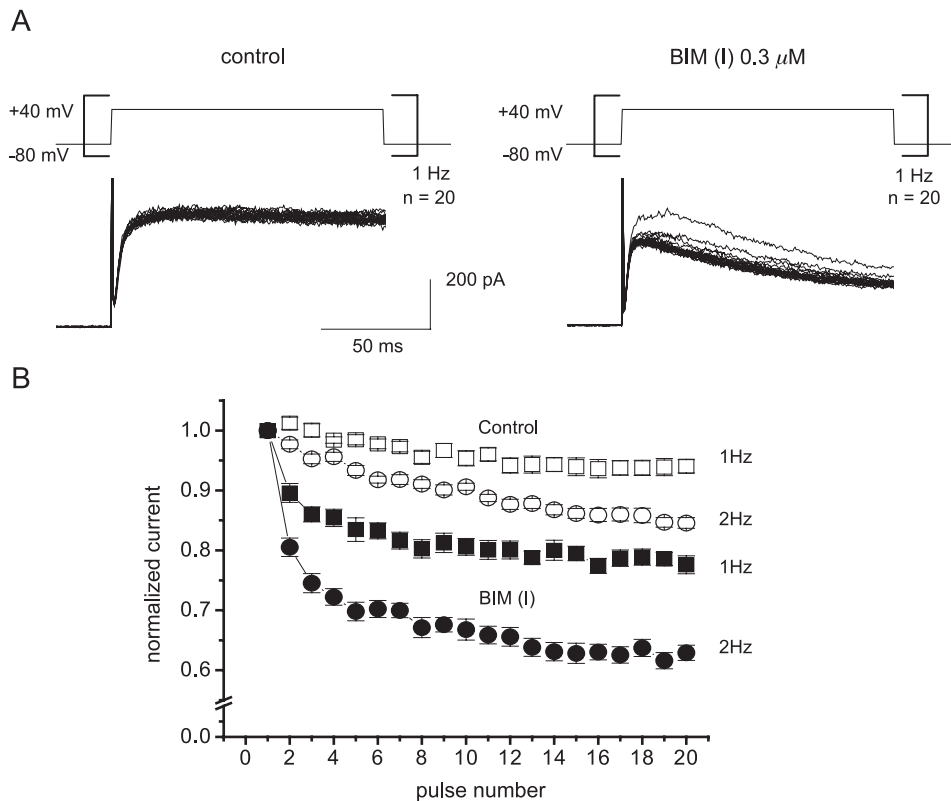 A
control
BIM (I) 0.3 μM
+40 mV
-80 mV
1 Hz
n = 20
+40 mV
-80 mV
1 Hz
n = 20
200 pA
50 ms
B
normalized current
1.0
0.9
0.8
0.7
0.6
0.0
Control
1Hz
2Hz
1Hz
BIM (I)
2Hz
0 2 4 6 8 10 12 14 16 18 20
pulse number